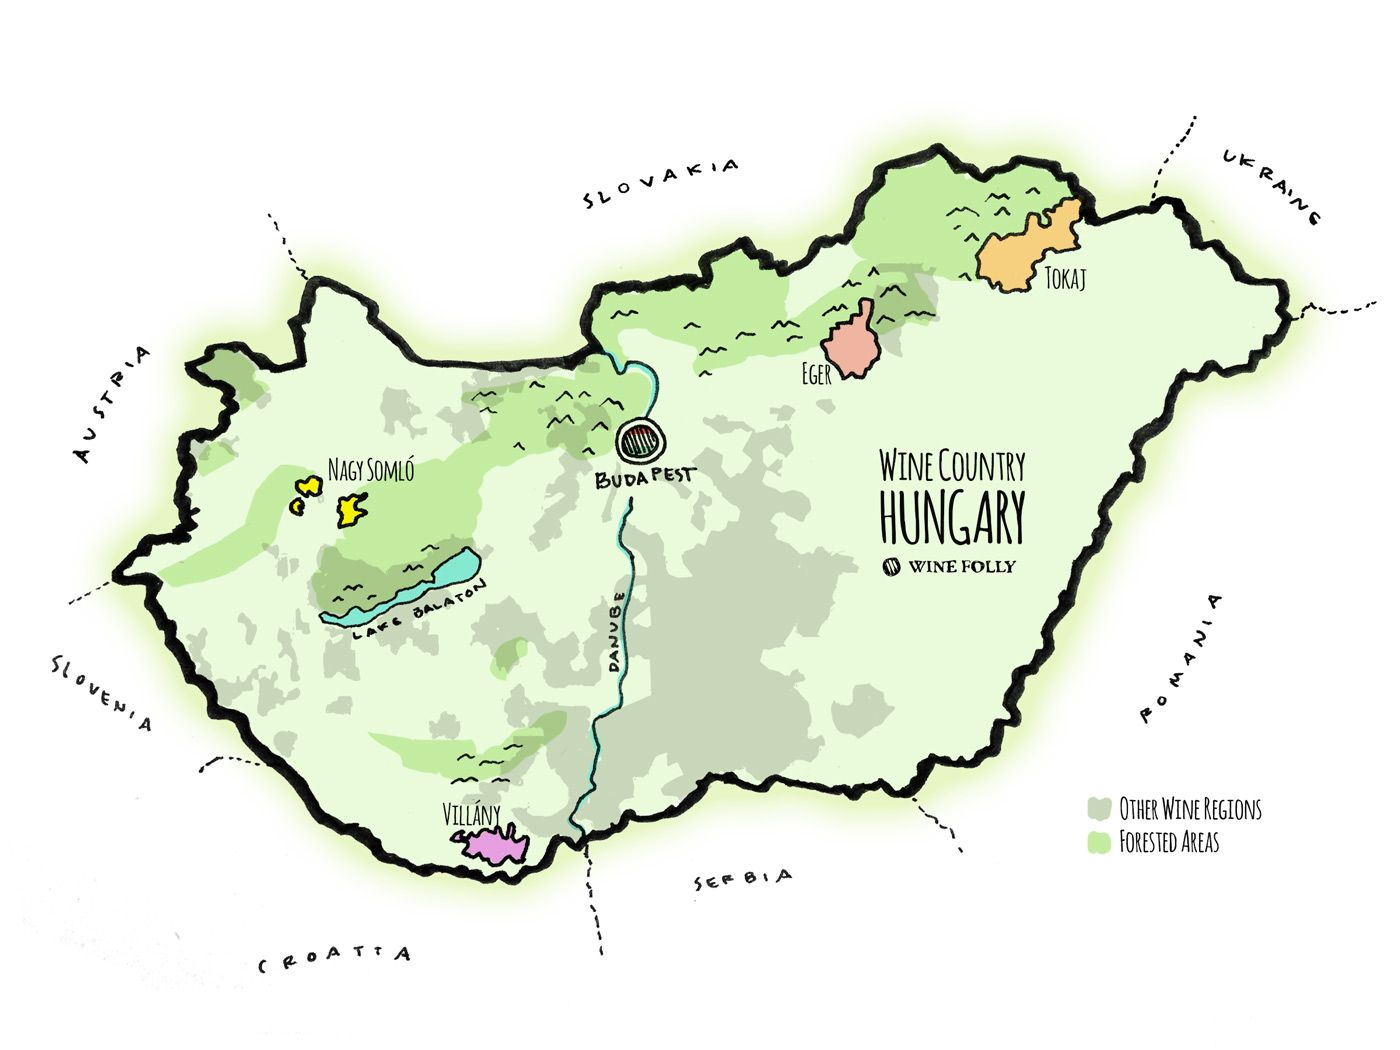 SLOVAKIA
UKRAINE
AUSTRIA
TOKAJ
EGER
NAGY SOMLÓ
BUDAPEST
WINE COUNTRY
HUNGARY
WINE FOLLY
LAKE BALATON
DANUBE
ROMANIA
SLOVENIA
VILLÁNY
OTHER WINE REGIONS
FORESTED AREAS
SERBIA
CROATIA